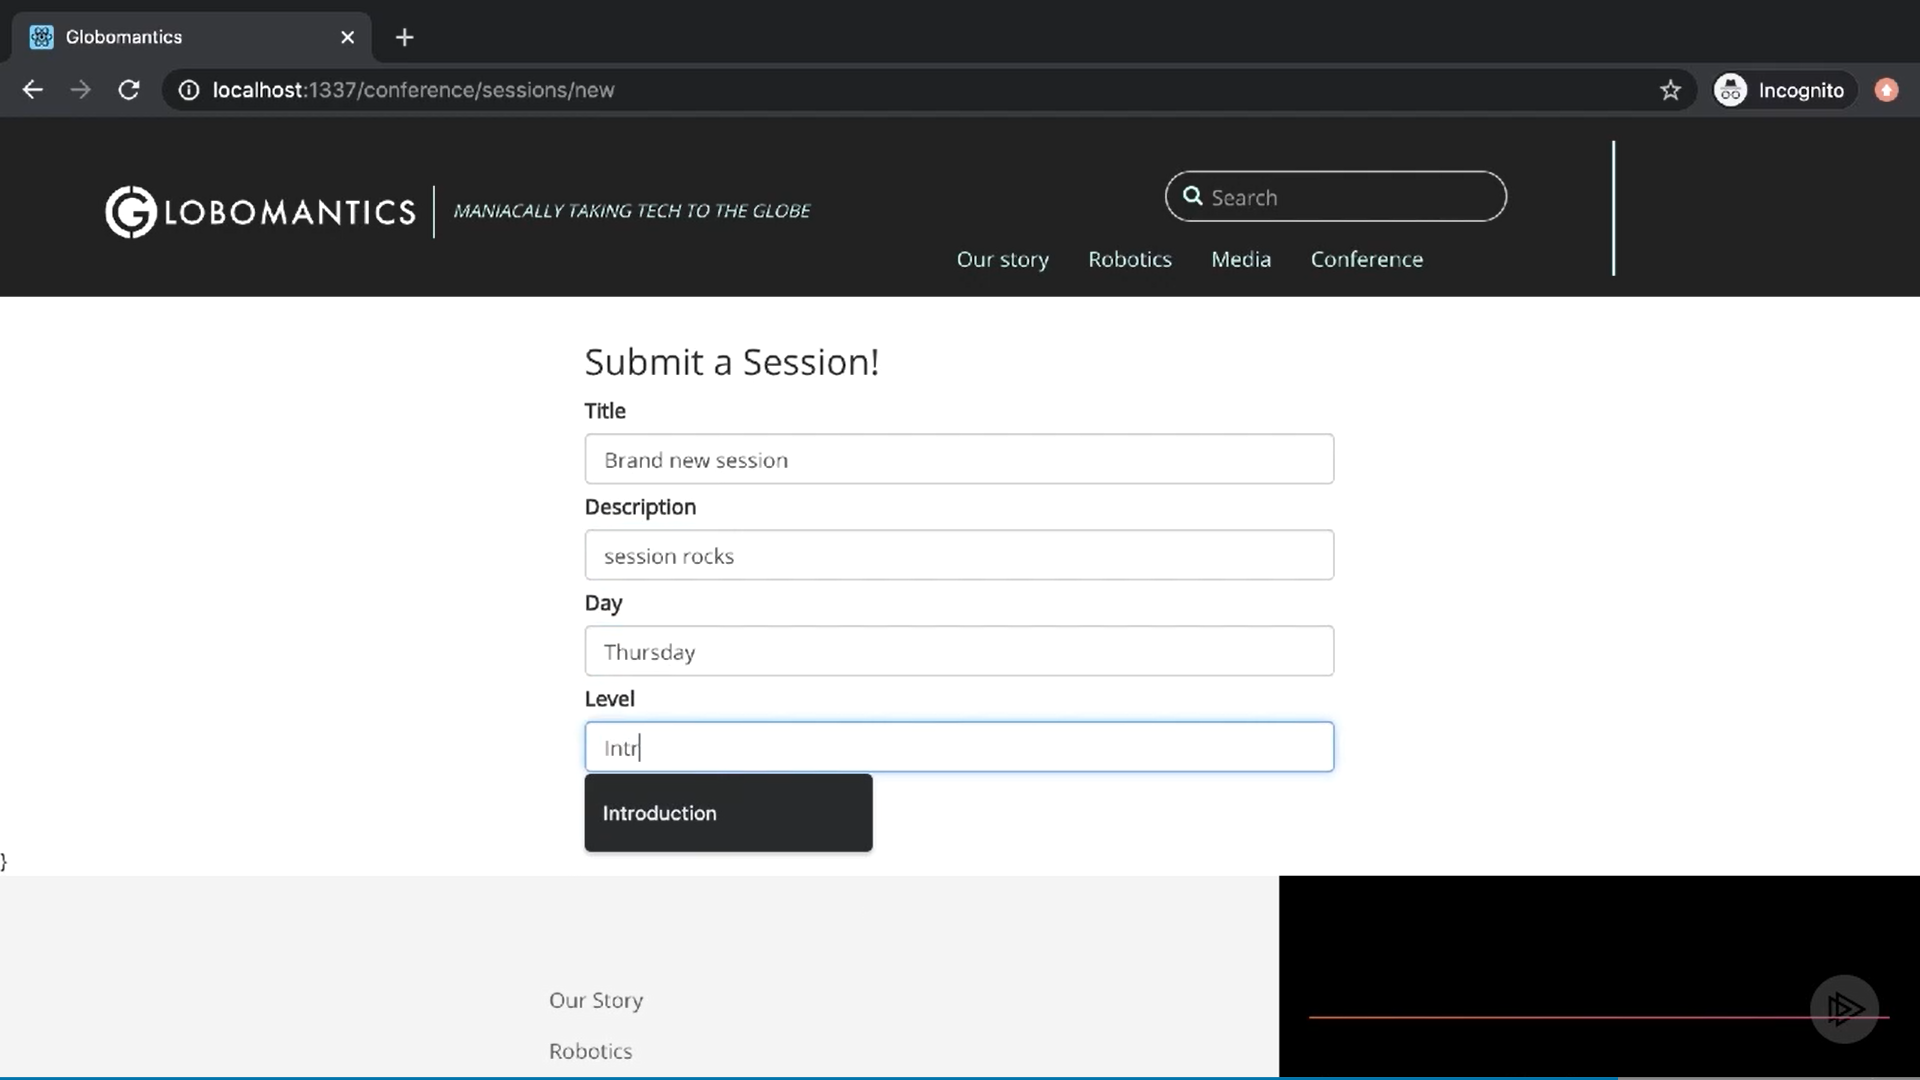 Globomantics
localhost:1337/conference/sessions/new
Incognito
GLOBOMANTICS
MANIACALLY TAKING TECH TO THE GLOBE
Search
Our story Robotics Media Conference
Submit a Session!
Title
Brand new session
Description
session rocks
Day
Thursday
Level
Intr
Introduction
}
Our Story
Robotics